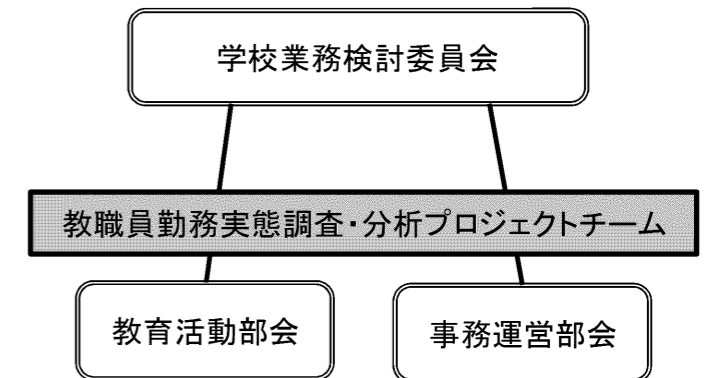 学校業務検討委員会
教職員勤務実態調査・分析プロジェクトチーム
教育活動部会
事務運営部会